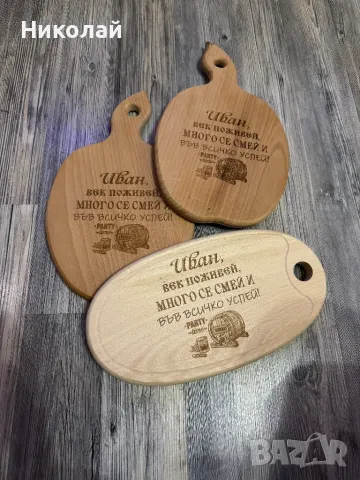 Николай
Иван,
век поживей,
МНОГО СЕ СМЕЙ И
ВЪВ ВСИЧКО УСПЕЙ!
PARTY
Иван,
век поживей,
МНОГО СЕ СМЕЙ И
ВЪВ ВСИЧКО УСПЕЙ!
PARTY
Иван,
век поживей,
МНОГО СЕ СМЕЙ И
ВЪВ ВСИЧКО УСПЕЙ!
PARTY
BAZAR